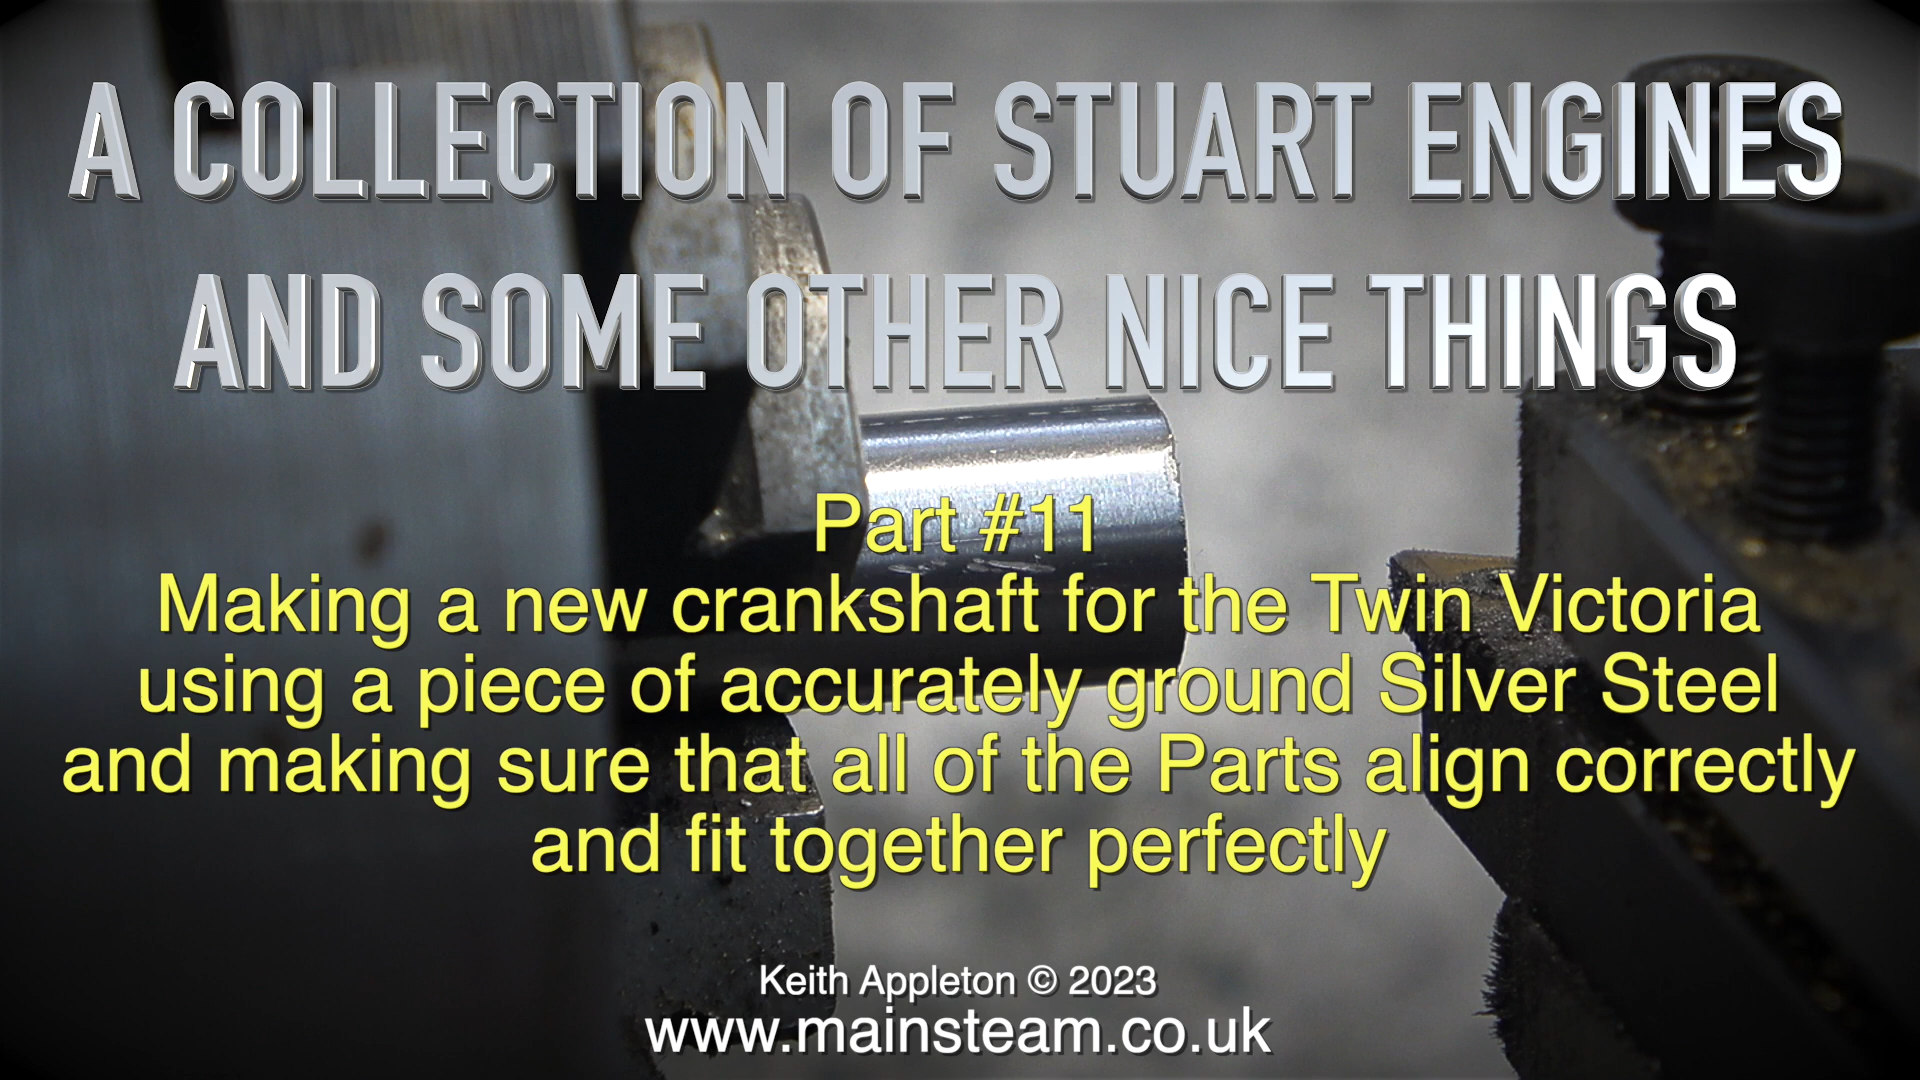 A COLLECTION OF STUART ENGINES
AND SOME OTHER NICE THINGS
Part #11
Making a new crankshaft for the Twin Victoria
using a piece of accurately ground Silver Steel
and making sure that all of the Parts align correctly
and fit together perfectly
Keith Appleton © 2023
www.mainsteam.co.uk